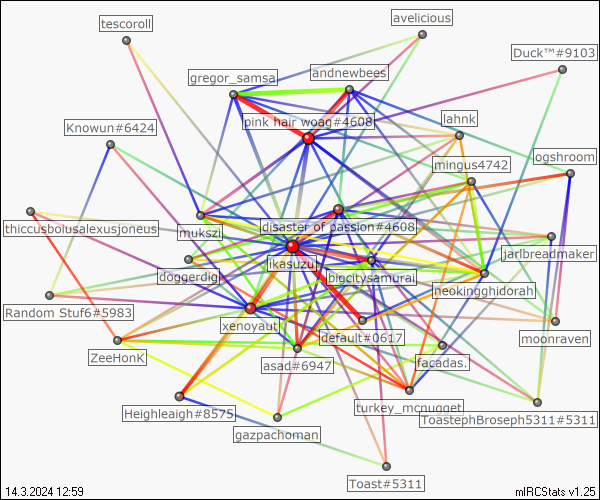 tescoroll
avelicious
Duck™#9103
gregor_samsa
andnewbees
pink hair woag#4608
lahnk
Knowun#6424
mingus4742
ogshroom
thiccusboiusalexusjoneus
mukszi
disaster of passion#4608
jarlbreadmaker
doggerdigi
ikasuzuj
bigcitysamurai
neokingghidorah
Random Stuf6#5983
xenoyaut
default#0617
moonraven
ZeeHonK
asad#6947
facadas.
Heighleaigh#8575
turkey_mcnugget
ToastephBroseph5311#5311
gazpachoman
Toast#5311
14.3.2024 12:59
mIRCStats v1.25